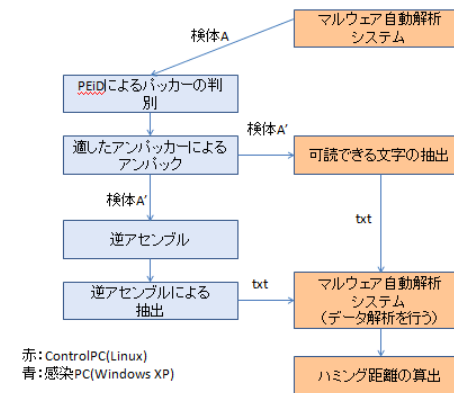 マルウェア自動解析
システム
検体A
PEiDによるパッカーの判
別
適したアンパッカーによる
アンパック
検体A’
可読できる文字の抽出
検体A’
逆アセンブル
txt
逆アセンブルによる
抽出
txt
マルウェア自動解析
システム
(データ解析を行う)
赤:ControlPC(Linux)
青:感染PC(Windows XP)
ハミング距離の算出